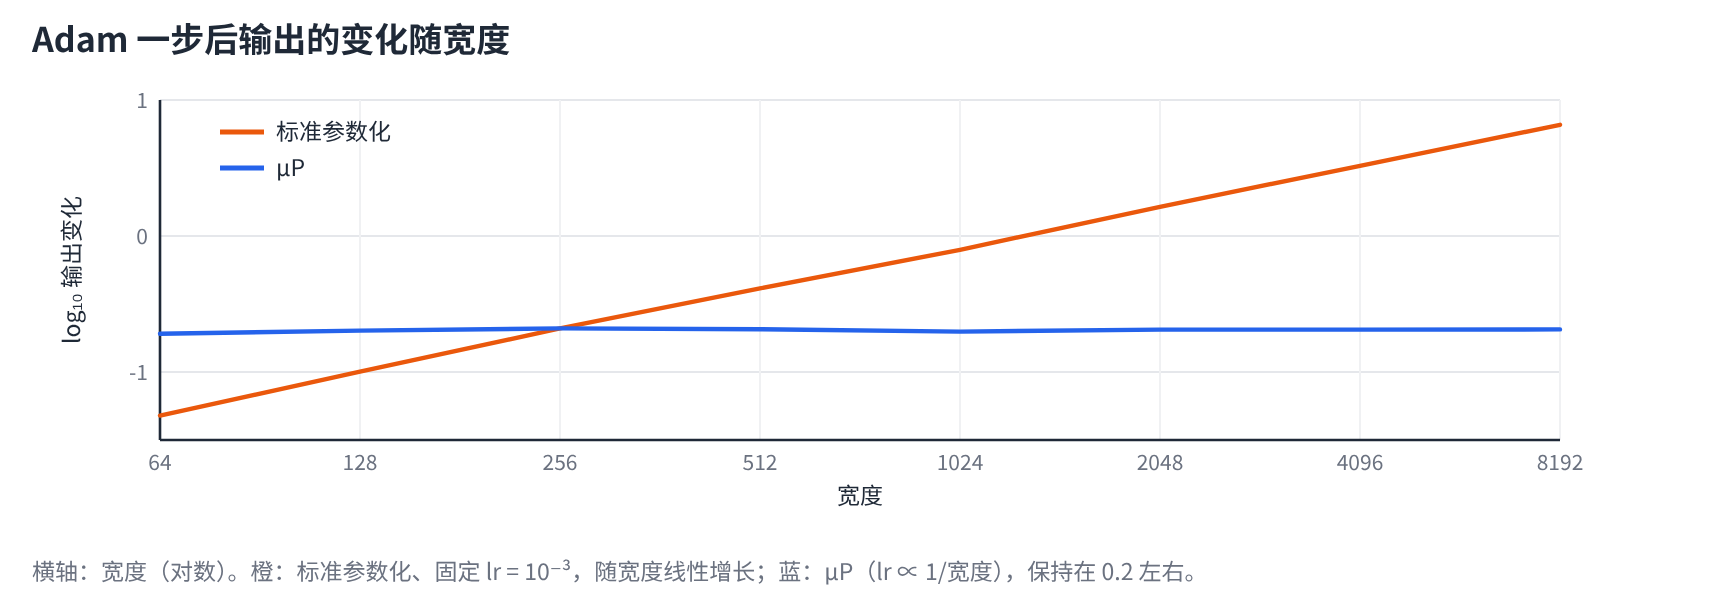 Adam 一步后输出的变化随宽度
1
标准参数化
µP
log₁₀ 输出变化
0
-1
64 128 256 512 1024 2048 4096 8192
宽度
横轴：宽度（对数）。橙：标准参数化、固定 lr = 10⁻³，随宽度线性增长；蓝：µP（lr ∝ 1/宽度），保持在 0.2 左右。